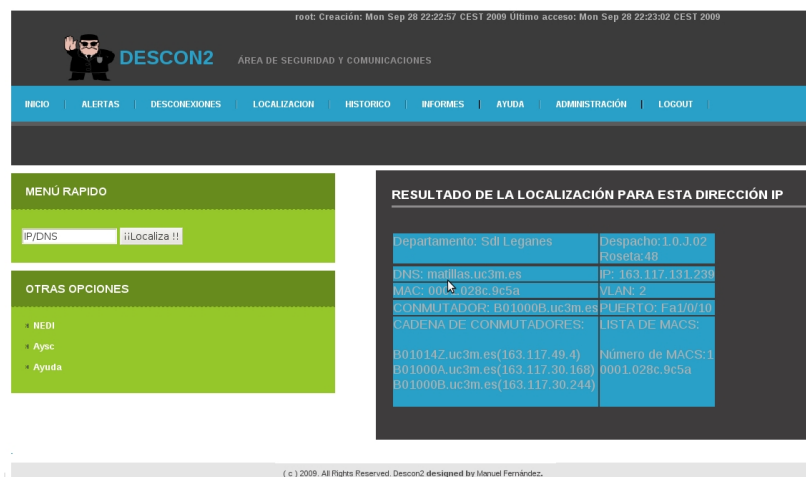 root: Creación: Mon Sep 28 22:22:57 CEST 2009 Último acceso: Mon Sep 28 22:23:02 CEST 2009
DESCON2
ÁREA DE SEGURIDAD Y COMUNICACIONES
INICIO | ALERTAS | DESCONEXIONES | LOCALIZACION | HISTORICO | INFORMES | AYUDA | ADMINISTRACIÓN | LOGOUT |
MENÚ RAPIDO
IP/DNS ¡¡Localiza !!
OTRAS OPCIONES
NEDI
Aysc
Ayuda
RESULTADO DE LA LOCALIZACIÓN PARA ESTA DIRECCIÓN IP
Departamento: Sdl Leganes Despacho:1.0.J.02
Roseta:48
DNS: matillas.uc3m.es IP: 163.117.131.239
MAC: 0001.028c.9c5a VLAN: 2
CONMUTADOR: B01000B.uc3m.es PUERTO: Fa1/0/10
CADENA DE CONMUTADORES: LISTA DE MACS:
B01014Z.uc3m.es(163.117.49.4) Número de MACS:1
B01000A.uc3m.es(163.117.30.168) 0001.028c.9c5a
B01000B.uc3m.es(163.117.30.244)
( c ) 2009. All Rights Reserved. Descon2 designed by Manuel Fernández.